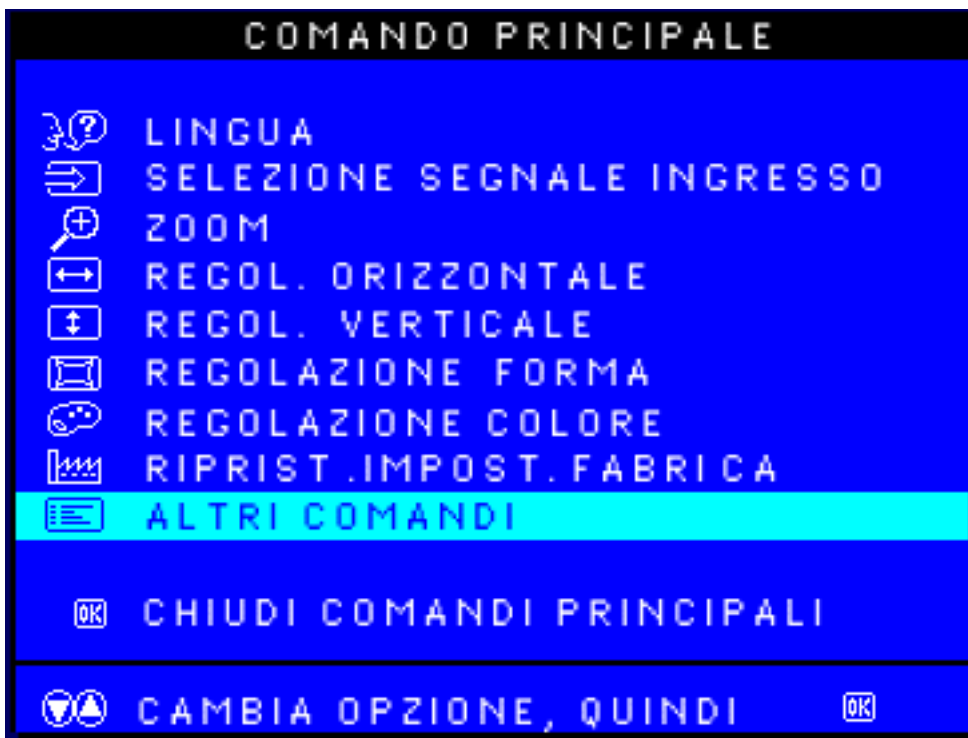 COMANDO PRINCIPALE
LINGUA
SELEZIONE SEGNALE INGRESSO
ZOOM
REGOL. ORIZZONTALE
REGOL. VERTICALE
REGOLAZIONE FORMA
REGOLAZIONE COLORE
RIPRIST.IMPOST.FABRICA
ALTRI COMANDI
OK CHIUDI COMANDI PRINCIPALI
CAMBIA OPZIONE, QUINDI OK